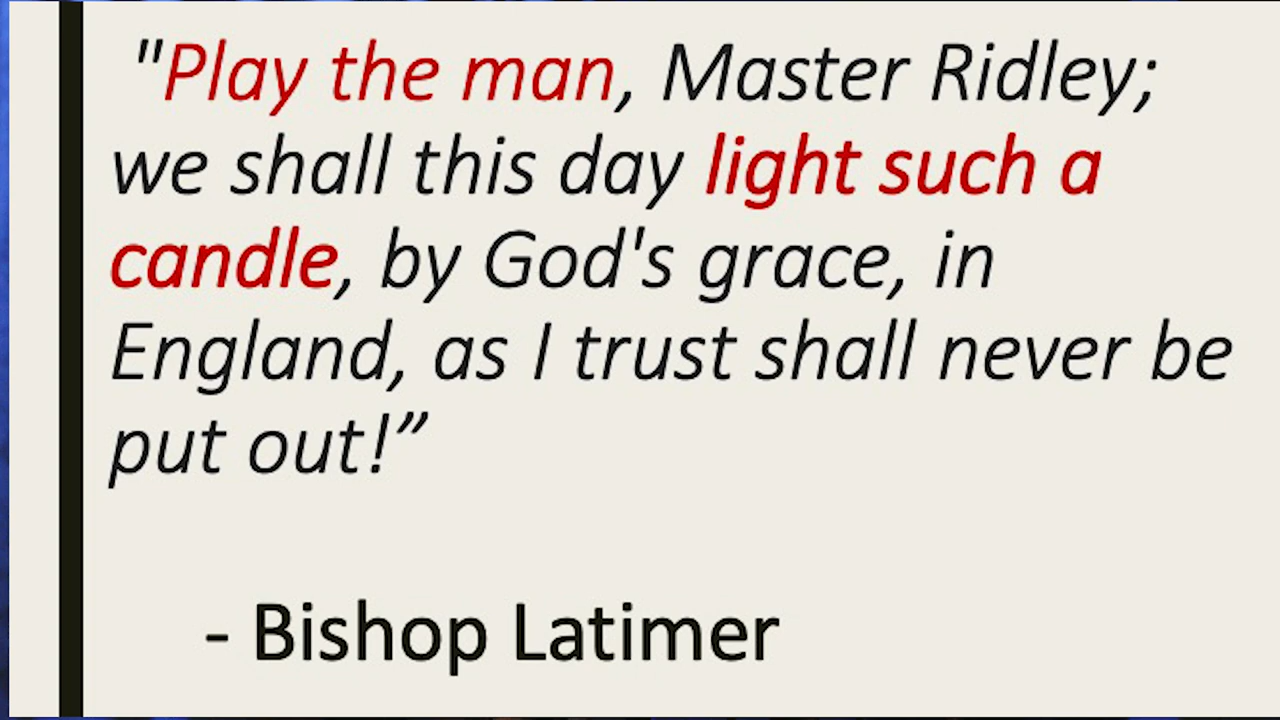 "Play the man, Master Ridley;
we shall this day light such a
candle, by God's grace, in
England, as I trust shall never be
put out!”
- Bishop Latimer